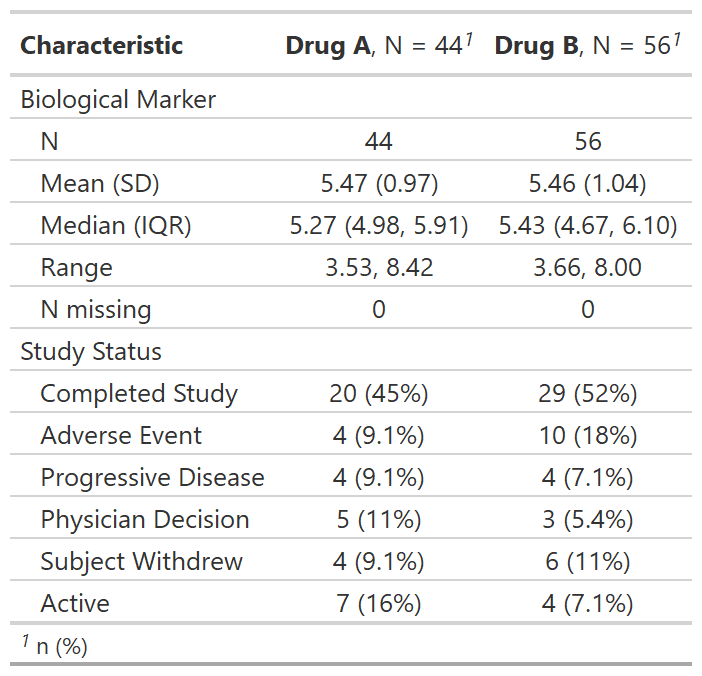 Characteristic Drug A, N = 44¹ Drug B, N = 56¹
Biological Marker
N 44 56
Mean (SD) 5.47 (0.97) 5.46 (1.04)
Median (IQR) 5.27 (4.98, 5.91) 5.43 (4.67, 6.10)
Range 3.53, 8.42 3.66, 8.00
N missing 0 0
Study Status
Completed Study 20 (45%) 29 (52%)
Adverse Event 4 (9.1%) 10 (18%)
Progressive Disease 4 (9.1%) 4 (7.1%)
Physician Decision 5 (11%) 3 (5.4%)
Subject Withdrew 4 (9.1%) 6 (11%)
Active 7 (16%) 4 (7.1%)
¹ n (%)